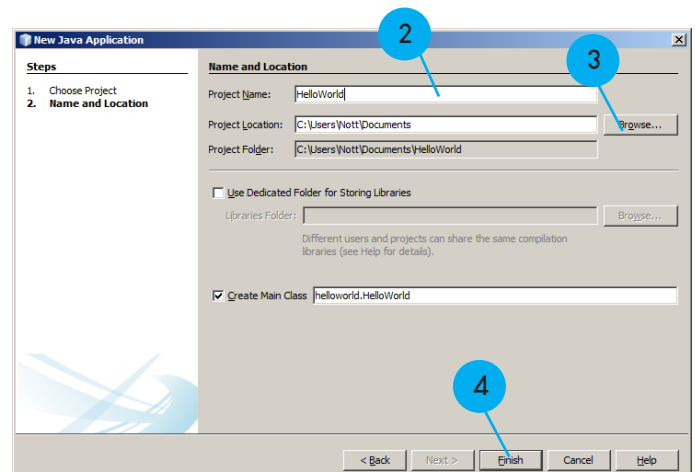 2
New Java Application
3
Steps
1. Choose Project
2. Name and Location
Name and Location
Project Name: HelloWorld
Project Location: C:\Users\Nott\Documents Browse...
Project Folder: C:\Users\Nott\Documents\HelloWorld
Use Dedicated Folder for Storing Libraries
Libraries Folder: Browse...
Different users and projects can share the same compilation
libraries (see Help for details).
Create Main Class helloworld.HelloWorld
4
< Back Next > Finish Cancel Help